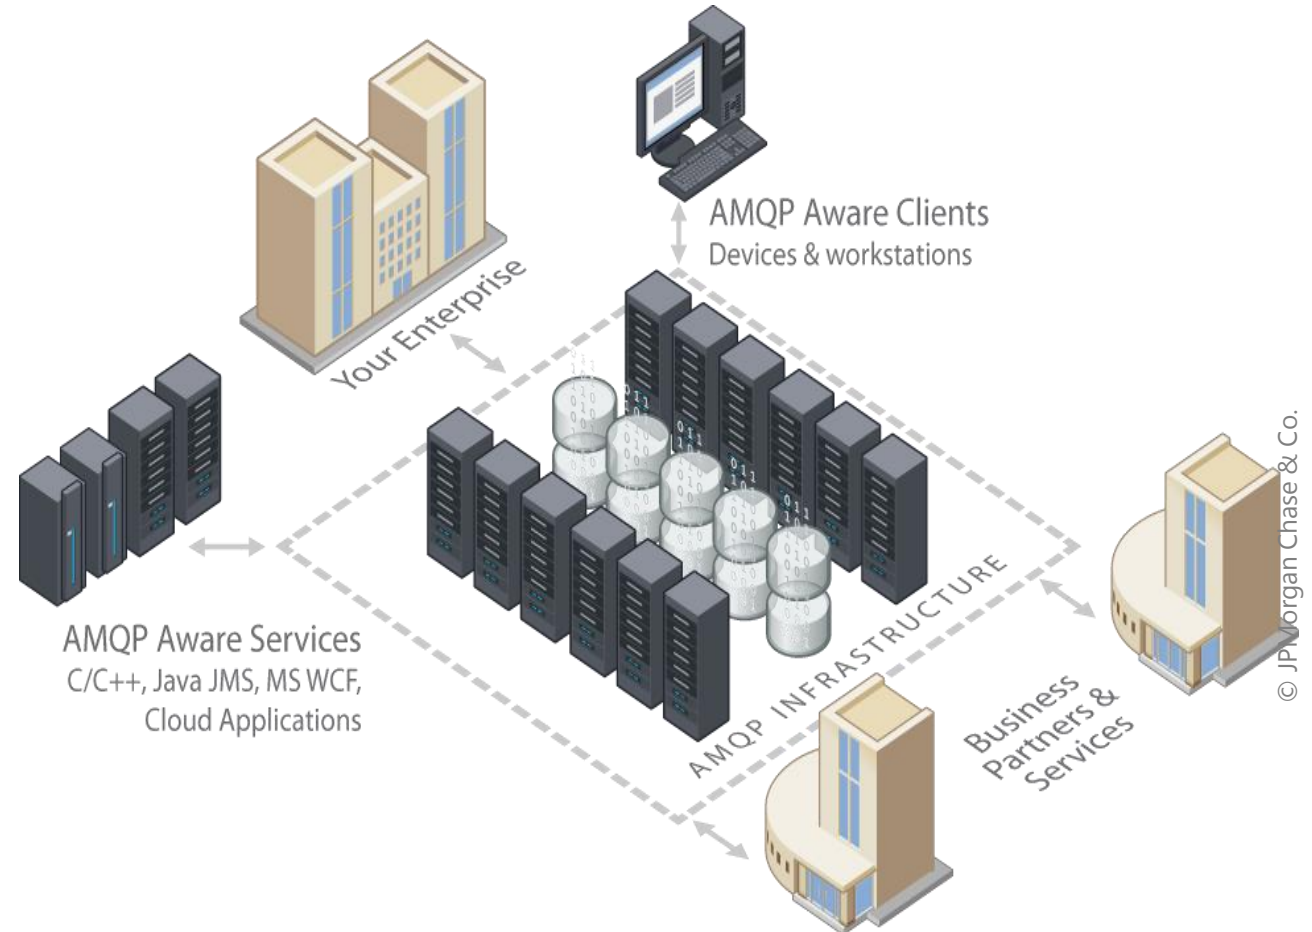 AMQP Aware Clients
Devices & workstations
Your Enterprise
AMQP Aware Services
C/C++, Java JMS, MS WCF,
Cloud Applications
AMQP INFRASTRUCTURE
Business
Partners &
Services
© JPMorgan Chase & Co.